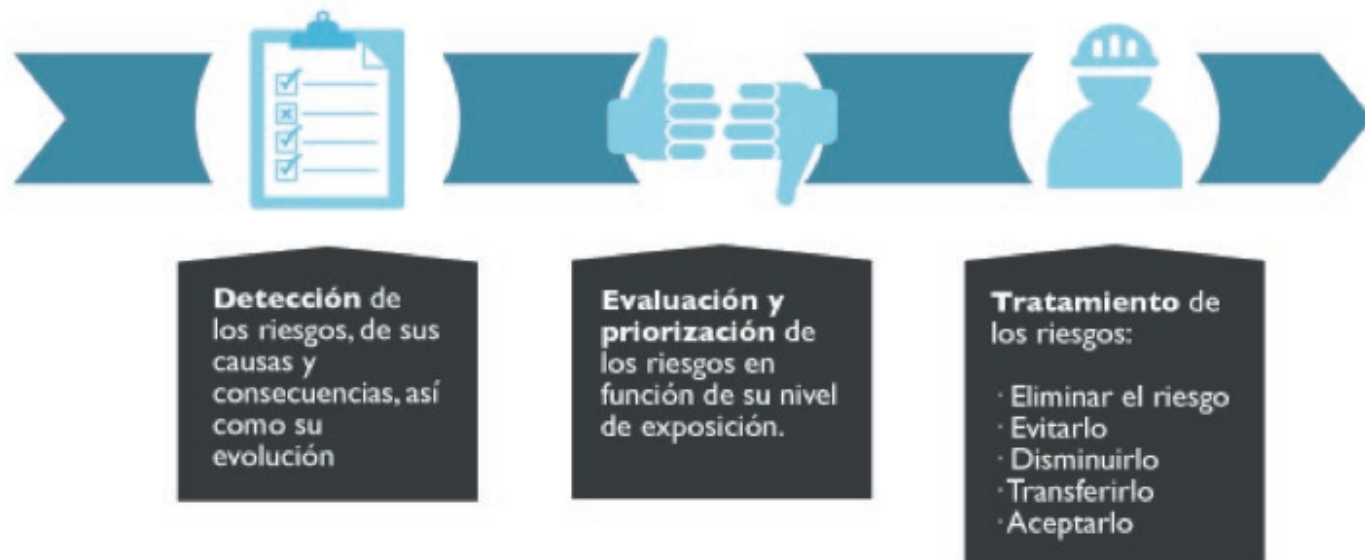 Detección de
los riesgos, de sus
causas y
consecuencias, así
como su
evolución
Evaluación y
priorización de
los riesgos en
función de su nivel
de exposición.
Tratamiento de
los riesgos:
· Eliminar el riesgo
· Evitarlo
· Disminuirlo
· Transferirlo
· Aceptarlo